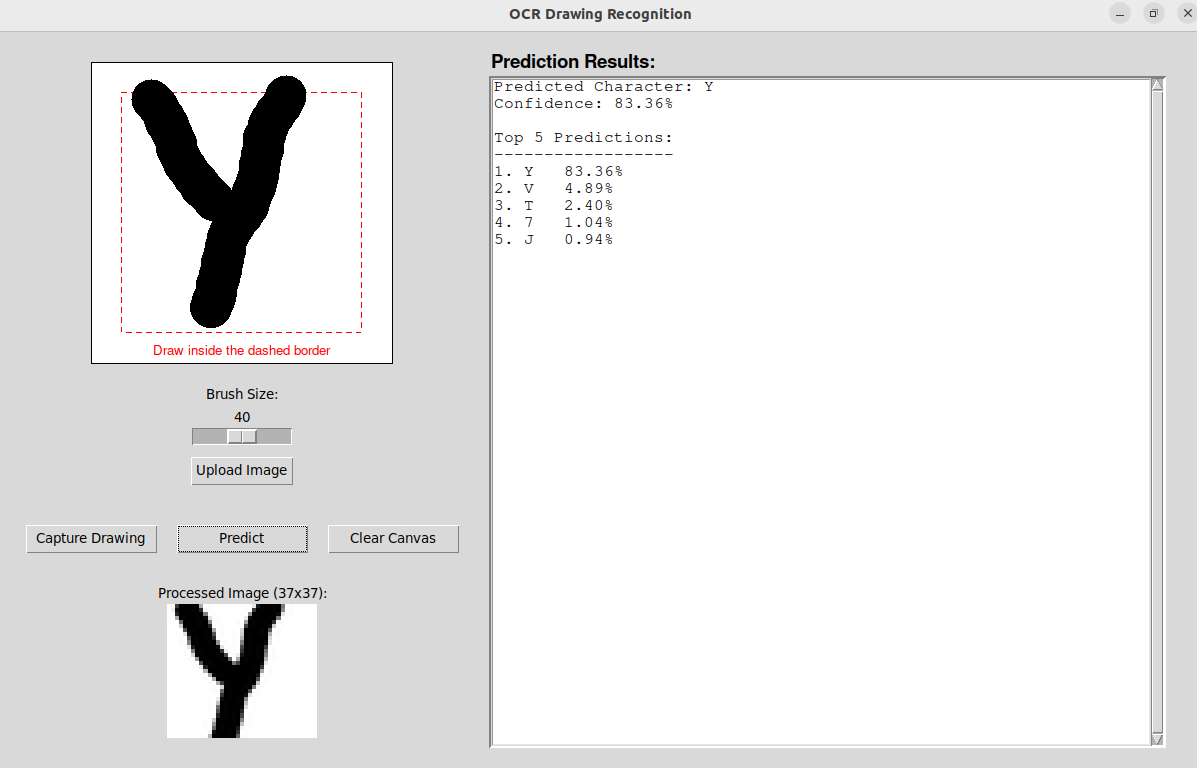 OCR Drawing Recognition
Y
Draw inside the dashed border
Brush Size:
40
Upload Image
Capture Drawing Predict Clear Canvas
Processed Image (37x37):
Y
Prediction Results:
Predicted Character: Y
Confidence: 83.36%
Top 5 Predictions:
------------------
1. Y 83.36%
2. V 4.89%
3. T 2.40%
4. 7 1.04%
5. J 0.94%